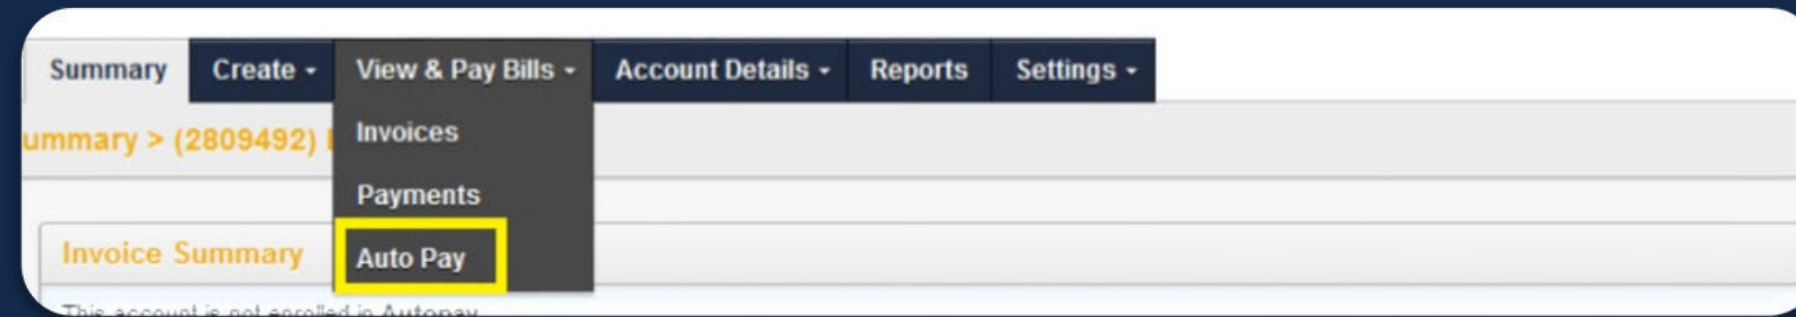 Summary Create View & Pay Bills Account Details Reports Settings
Invoices
ummary > (2809492)
Payments
Invoice Summary
Auto Pay
This account is not enrolled in Autopay